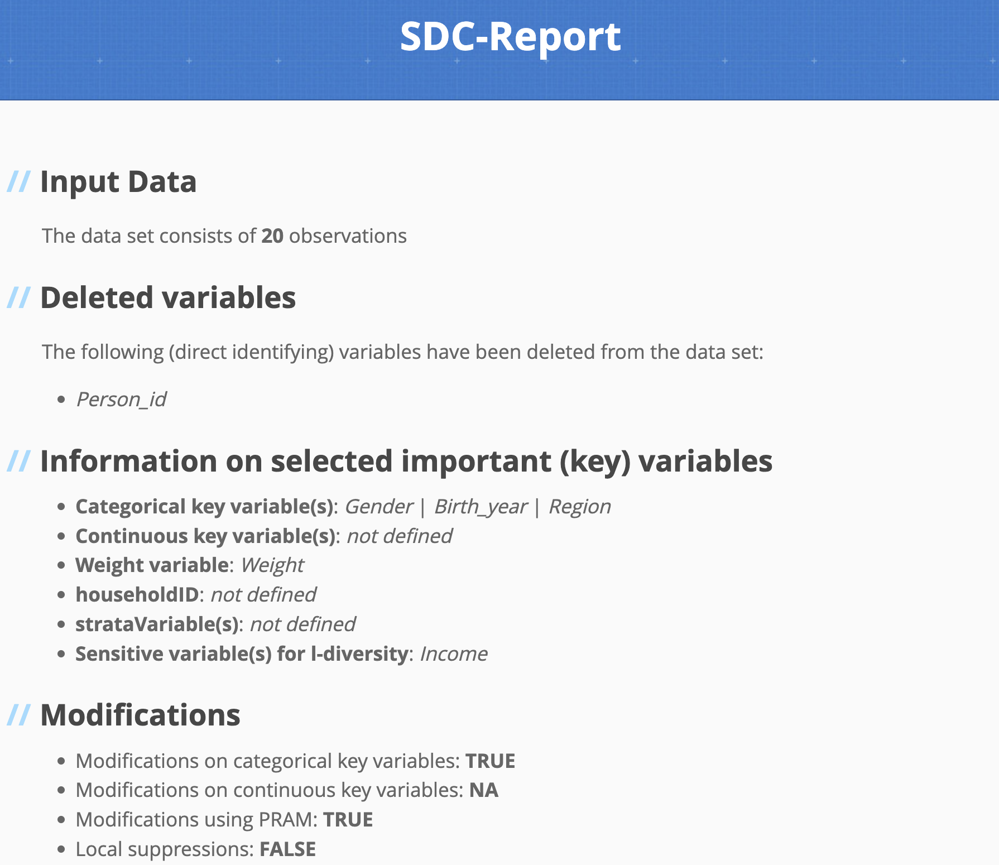 SDC-Report
// Input Data
The data set consists of 20 observations
// Deleted variables
The following (direct identifying) variables have been deleted from the data set:
• Person_id
// Information on selected important (key) variables
• Categorical key variable(s): Gender | Birth_year | Region
• Continuous key variable(s): not defined
• Weight variable: Weight
• householdID: not defined
• strataVariable(s): not defined
• Sensitive variable(s) for l-diversity: Income
// Modifications
• Modifications on categorical key variables: TRUE
• Modifications on continuous key variables: NA
• Modifications using PRAM: TRUE
• Local suppressions: FALSE